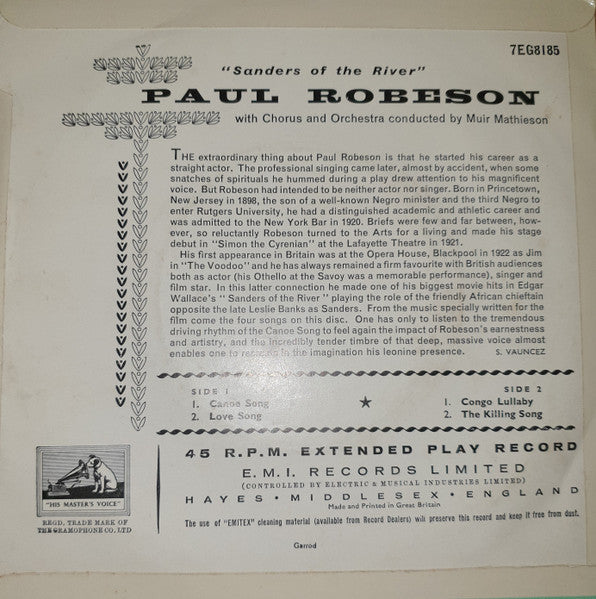 7EG8185
"Sanders of the River"
PAUL ROBESON
with Chorus and Orchestra conducted by Muir Mathieson
THE extraordinary thing about Paul Robeson is that he started his career as a
straight actor. The professional singing came later, almost by accident, when some
snatches of spirituals he hummed during a play drew attention to his magnificent
voice. But Robeson had intended to be neither actor nor singer. Born in Princetown,
New Jersey in 1898, the son of a well-known Negro minister and the third Negro to
enter Rutgers University, he had a distinguished academic and athletic career and
was admitted to the New York Bar in 1920. Briefs were few and far between, how-
ever, so reluctantly Robeson turned to the Arts for a living and made his stage
debut in "Simon the Cyrenian" at the Lafayette Theatre in 1921.
His first appearance in Britain was at the Opera House, Blackpool in 1922 as Jim
in "The Voodoo" and he has always remained a firm favourite with British audiences
both as actor (his Othello at the Savoy was a memorable performance), singer and
film star. In this latter connection he made one of his biggest movie hits in Edgar
Wallace's "Sanders of the River" playing the role of the friendly African chieftain
opposite the late Leslie Banks as Sanders. From the music specially written for the
film come the four songs on this disc. One has only to listen to the tremendous
driving rhythm of the Canoe Song to feel again the impact of Robeson's earnestness
and artistry, and the incredibly tender timbre of that deep, massive voice almost
enables one to recreate in the imagination his leonine presence. S. VAUNCEZ
SIDE 1
1. Canoe Song
2. Love Song
SIDE 2
1. Congo Lullaby
2. The Killing Song
45 R.P.M. EXTENDED PLAY RECORD
E.M.I. RECORDS LIMITED
(CONTROLLED BY ELECTRIC & MUSICAL INDUSTRIES LIMITED)
HAYES · MIDDLESEX · ENGLAND
Made and Printed in Great Britain
"HIS MASTER'S VOICE"
REGD. TRADE MARK OF
THE GRAMOPHONE CO. LTD
The use of "EMITEX" cleaning material (available from Record Dealers) will preserve this record and keep it free from dust.
Garrod